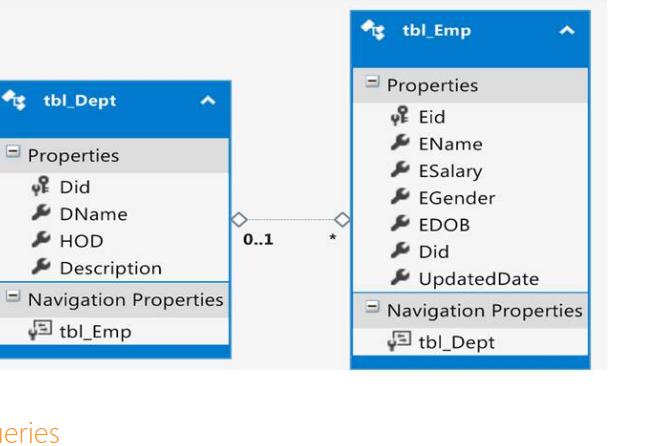 tbl_Dept
Properties
Did
DName
HOD
Description
Navigation Properties
tbl_Emp
0..1
*
tbl_Emp
Properties
Eid
EName
ESalary
EGender
EDOB
Did
UpdatedDate
Navigation Properties
tbl_Dept
ueries